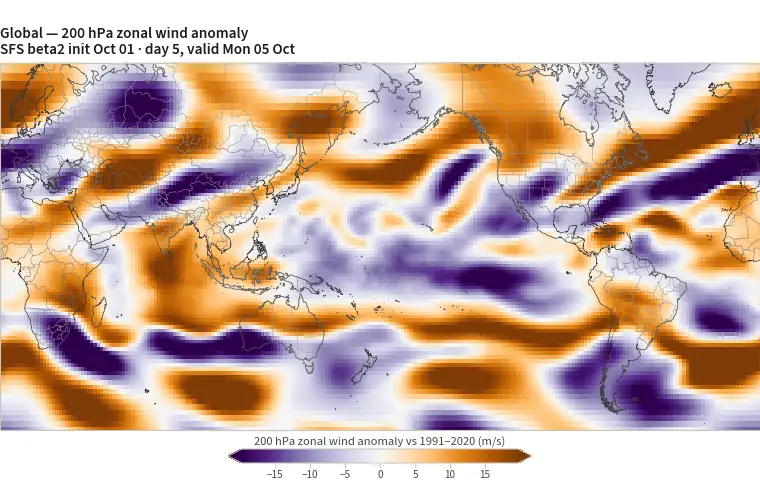 Global — 200 hPa zonal wind anomaly
SFS beta2 init Oct 01 · day 5, valid Mon 05 Oct
200 hPa zonal wind anomaly vs 1991–2020 (m/s)
−15 −10 −5 0 5 10 15